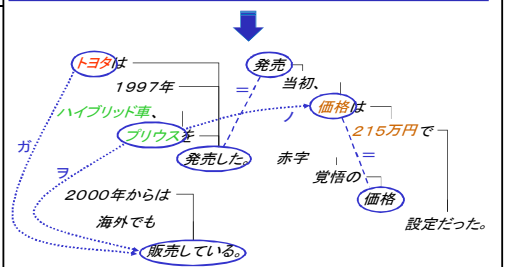 トヨタは
1997年
ハイブリッド車、
プリウスを
発売した。
2000年からは
海外でも
販売している。
ガ
ヲ
=
発売
当初、
ノ
価格は
215万円で
赤字
覚悟の
=
価格
設定だった。